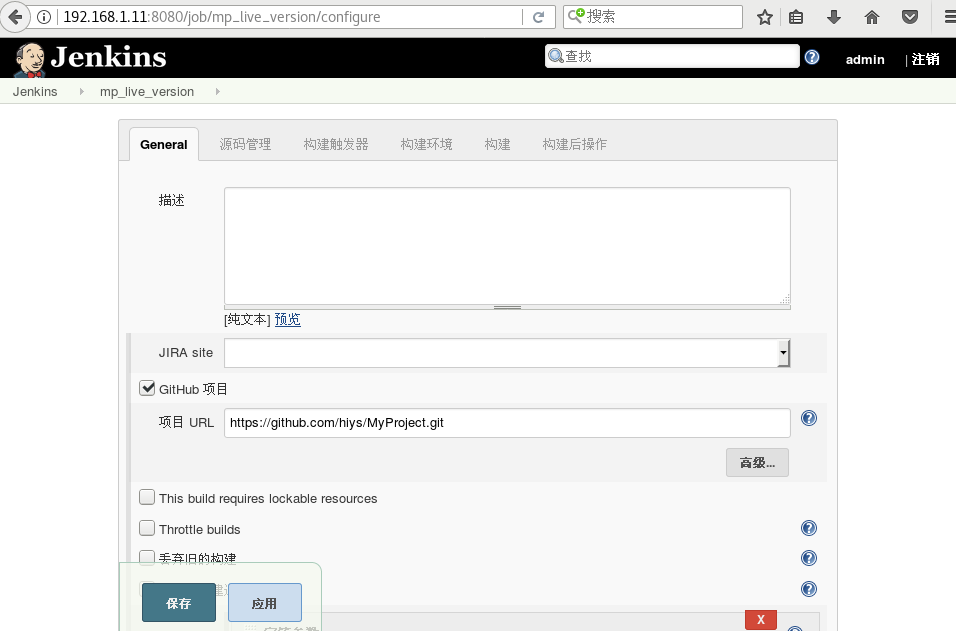 192.168.1.11:8080/job/mp_live_version/configure
搜索
Jenkins
查找
admin
| 注销
Jenkins
mp_live_version
General
源码管理
构建触发器
构建环境
构建
构建后操作
描述
[纯文本] 预览
JIRA site
GitHub 项目
项目 URL
https://github.com/hiys/MyProject.git
高级...
This build requires lockable resources
Throttle builds
丢弃旧的构建
保存
应用
X